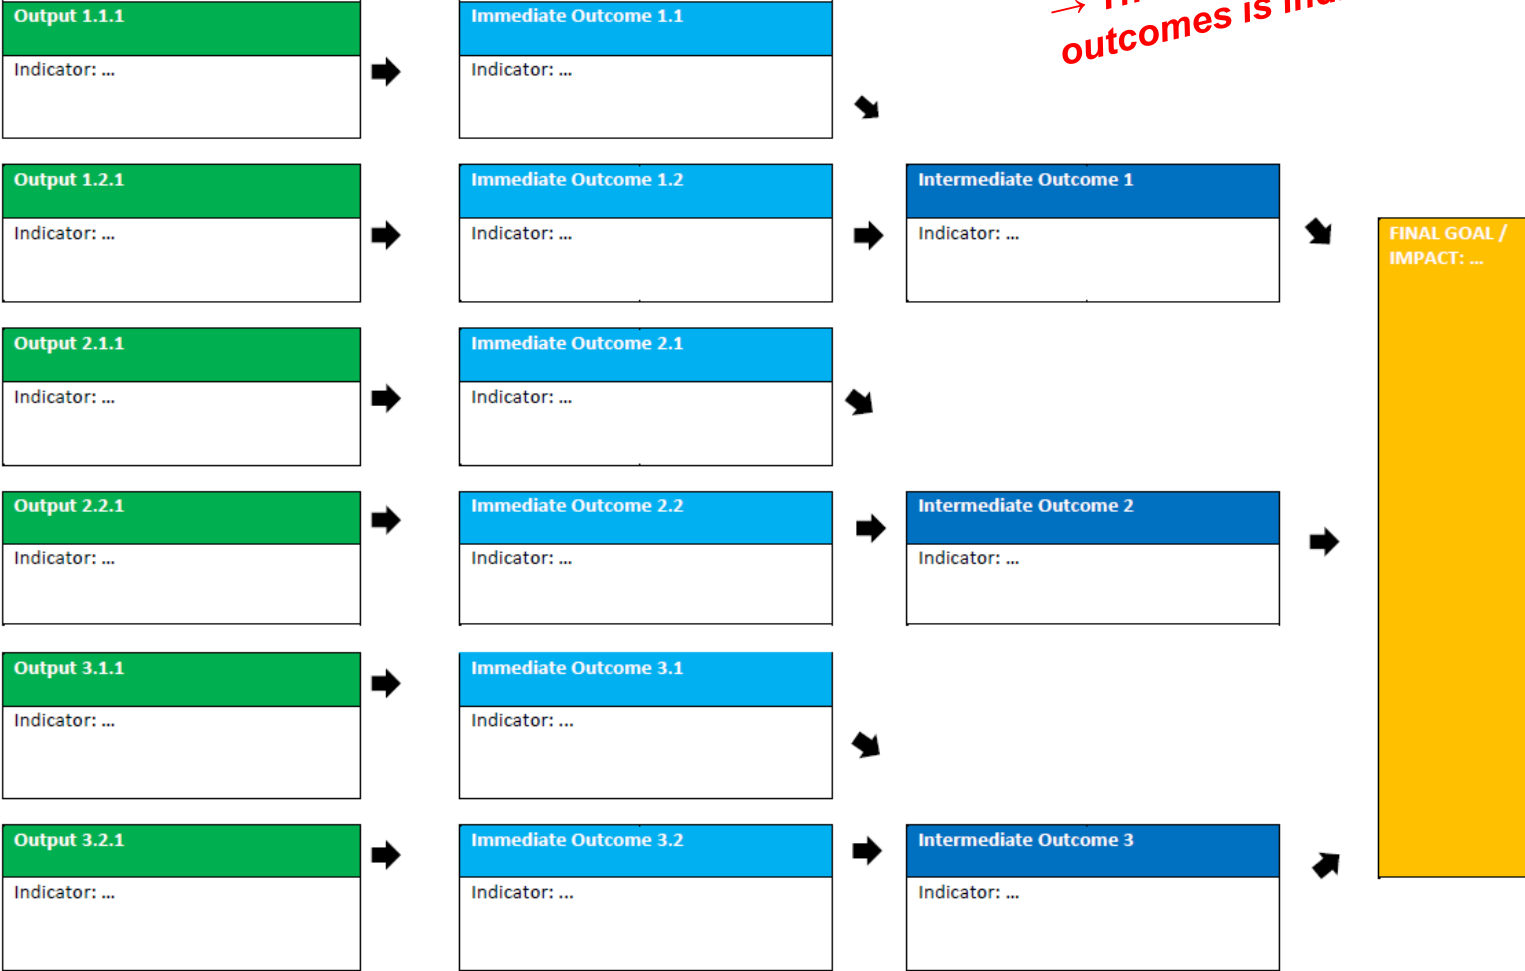 Output 1.1.1
Immediate Outcome 1.1
→
outcomes is
Indicator: ...
Indicator: ...
Output 1.2.1
Immediate Outcome 1.2
Intermediate Outcome 1
Indicator: ...
Indicator: ...
Indicator: ...
FINAL GOAL /
IMPACT: ...
Output 2.1.1
Immediate Outcome 2.1
Indicator: ...
Indicator: ...
Output 2.2.1
Immediate Outcome 2.2
Intermediate Outcome 2
Indicator: ...
Indicator: ...
Indicator: ...
Output 3.1.1
Immediate Outcome 3.1
Indicator: ...
Indicator: ...
Output 3.2.1
Immediate Outcome 3.2
Intermediate Outcome 3
Indicator: ...
Indicator: ...
Indicator: ...